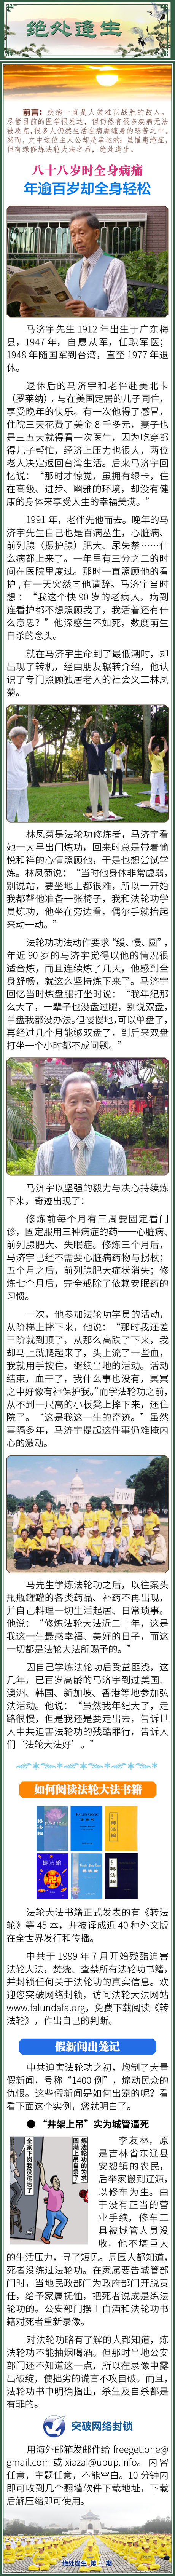 绝处逢生
前言：疾病一直是人类难以战胜的敌人。
尽管目前的医学很发达，但仍然有很多疾病无法
被攻克，很多人仍然生活在病魔缠身的悲苦之中。
然而，文中这位主人公却是幸运的：虽罹患绝症，
但有缘修炼法轮大法之后，绝处逢生。
八十八岁时全身病痛
年逾百岁却全身轻松
马济宇先生 1912 年出生于广东梅
县，1947 年，自愿从军，任职军医；
1948 年随国军到台湾，直至 1977 年退
休。
退休后的马济宇和老伴赴美北卡
（罗莱纳），与在美国定居的儿子同住，
享受晚年的快乐。有一次他得了感冒，
住院三天花费了美金 8 千多元，妻子也
是三五天就得看一次医生，因为吃穿都
得儿子帮忙，经济上压力也很大，两位
老人决定返回台湾生活。后来马济宇回
忆说：“那时才惊觉，虽拥有绿卡，住
在高级、进步、幽雅的环境，却没有健
康的身体来享受人生的幸福美满。”
1991 年，老伴先他而去。晚年的马
济宇先生自己也是百病丛生，心脏病、
前列腺（摄护腺）肥大、尿失禁……什
么病都上来了。一年里有三分之二的时
间在医院里度过。那时一直照顾他的看
护，有一天突然向他请辞。马济宇当时
想：“我这个快 90 岁的老病人，病到
连看护都不想照顾我了，我活着还有什
么意思？”他深感生不如死，数度萌生
自杀的念头。
就在马济宇生命到了最低潮时，却
出现了转机，经由朋友辗转介绍，他认
识了专门照顾独居老人的社会义工林凤
菊。
林凤菊是法轮功修炼者，马济宇看
她一大早出门炼功，回来时总是带着愉
悦和祥的心情照顾他，于是也想尝试学
炼。林凤菊说：“当时他身体非常虚弱，
别说站，要坐地上都很难，所以一开始
我都帮他准备一张椅子，我和法轮功学
员炼功，他坐在旁边看，偶尔手就抬起
来动一动。”
法轮功功法动作要求“缓、慢、圆”，
年近 90 岁的马济宇觉得以他的情况很
适合炼，而且连续炼了几天，他感到全
身舒畅，就这么坚持炼下来了。马济宇
回忆当时炼盘腿打坐时说：“我年纪那
么大了，一辈子也没盘过腿，别说双盘，
单盘我都没办法。但慢慢地，可以单盘了，
再经过几个月能够双盘了，到后来双盘
打坐一个小时都不成问题。”
马济宇以坚强的毅力与决心持续炼
下来，奇迹出现了：
修炼前每个月有三周要固定看门
诊，固定服用三种病症的药——心脏病、
前列腺肥大、失眠症。修炼三个月后，
马济宇已经不需要心脏病药物与拐杖；
五个月之后，前列腺肥大症状消失；修
炼七个月后，完全戒除了依赖安眠药的
习惯。
一次，他参加法轮功学员的活动，
从阶梯上摔下来，他说：“那时我还差
三阶就到顶了，从那么高跌了下来，我
却马上就爬起来了，头上流了一些血，
我就用手按住，继续当地的活动。活动
结束，血干了，我什么事也没有，冥冥
之中好像有神保护我。”而学法轮功之前，
从不到一尺高的小板凳上摔下来，还住
院了。“这是我这一生的奇迹。”虽然
事隔多年，马济宇提起这件事仍难掩内
心的激动。
马先生学炼法轮功之后，以往案头
瓶瓶罐罐的各类药品、补药不再出现，
并自己料理一切生活起居、日常琐事。
他说：“修炼法轮大法近二十年，这是
我这一生最感幸福、美好的日子，而这
一切都是法轮大法所赐予的。”
因自己学炼法轮功后受益匪浅，这
几年，已百岁高龄的马济宇到过美国、
澳洲、韩国、新加坡、香港等地参加弘
法活动。他说：“虽然我年纪大了，走
路很慢，但是我还是要走出去，告诉世
人中共迫害法轮功的残酷罪行，告诉人
们‘法轮大法好’。”
如何阅读法轮大法书籍
法轮大法书籍正式发表的有《转法
轮》等 45 本，并被译成近 40 种外文版
在全世界发行和传播。
中共于 1999 年 7 月开始残酷迫害
法轮大法，焚烧、查禁所有法轮功书籍，
并封锁任何关于法轮功的真实信息。欢
迎您突破网络封锁，访问法轮大法网站
www.falundafa.org，免费下载阅读《转
法轮》，作出自己的判断。
假新闻出笼记
中共迫害法轮功之初，炮制了大量
假新闻，号称“1400 例”，煽动民众的
仇恨。这些假新闻是如何出笼的呢？看
看下面这个实例，您就明白了。
● “井架上吊”实为城管逼死
李友林，原
是吉林省东辽县
安恕镇的农民，
后举家搬到辽源，
以修车为生。由
于没有正当的营
业手续，修车工
具被城管人员没
收，他不堪巨大
的生活压力，寻了短见。周围人都知道，
死者没炼过法轮功。在家属要告城管部
门时，当地民政部门为政府部门开脱责
任，给予家属抚恤，把死者说成是炼法
轮功的。公安部门摆上白酒和法轮功书
籍对死者重新录像。
对法轮功略有了解的人都知道，炼
法轮功不能抽烟喝酒。但那时当地公安
部门还不知道这一点，所以在录像中露
出破绽，使拙劣的谎言不攻自破。而且，
法轮功书中明确指出，杀生及自杀都是
有罪的。
突破网络封锁
用海外邮箱发邮件给 freeget.one@
gmail.com 或 xiazai@upup.info。内容
任意，主题任意，不能空白。10 分钟内
即可收到几个翻墙软件下载地址，下载
后解压缩即可使用。